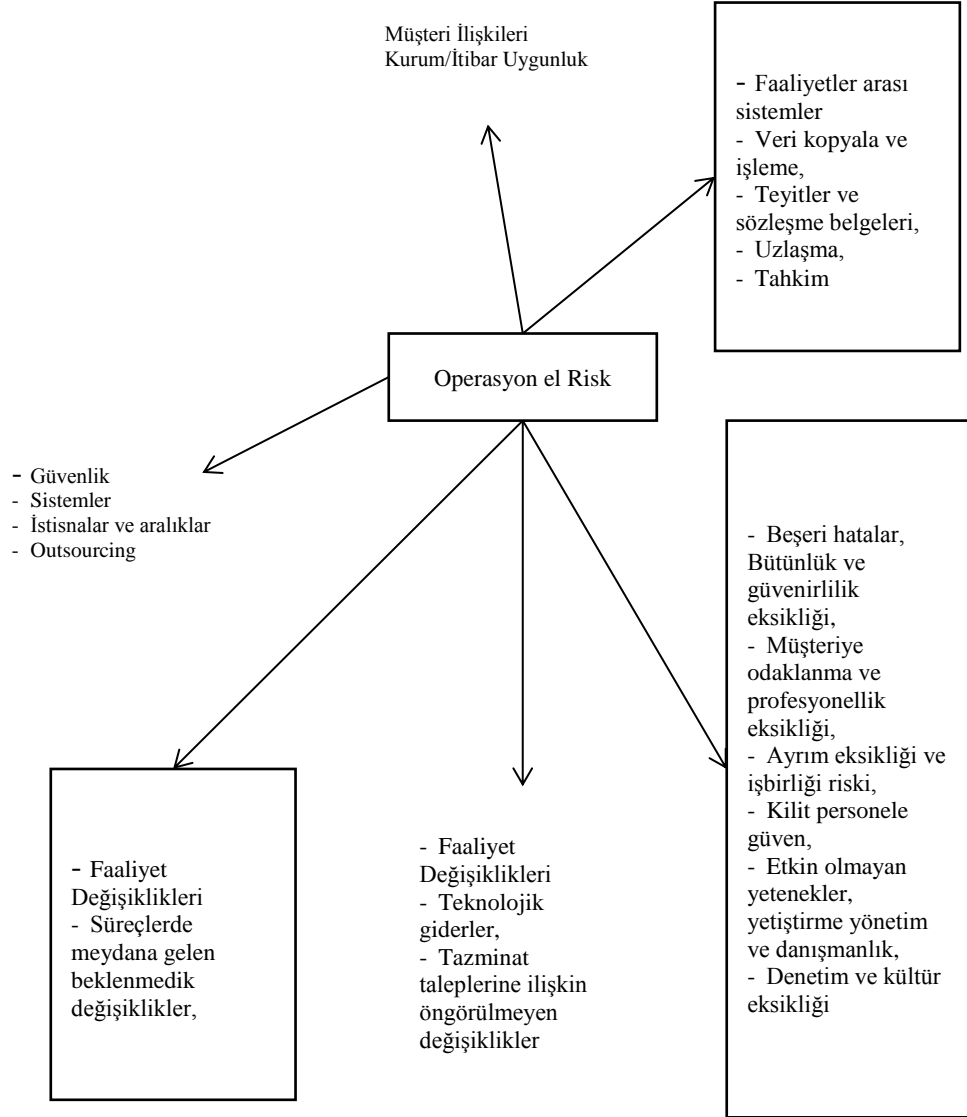 Müşteri İlişkileri
Kurum/İtibar Uygunluk
- Faaliyetler arası
sistemler
- Veri kopyala ve
işleme,
- Teyitler ve
sözleşme belgeleri,
- Uzlaşma,
- Tahkim
Operasyon el Risk
- Güvenlik
- Sistemler
- İstisnalar ve aralıklar
- Outsourcing
- Beşeri hatalar,
Bütünlük ve
güvenirlilik
eksikliği,
- Müşteriye
odaklanma ve
profesyonellik
eksikliği,
- Ayrım eksikliği ve
işbirliği riski,
- Kilit personele
güven,
- Etkin olmayan
yetenekler,
yetiştirme yönetim
ve danışmanlık,
- Denetim ve kültür
eksikliği
- Faaliyet
Değişiklikleri
- Süreçlerde
meydana gelen
beklenmedik
değişiklikler,
- Faaliyet
Değişiklikleri
- Teknolojik
giderler,
- Tazminat
taleplerine ilişkin
öngörülmeyen
değişiklikler